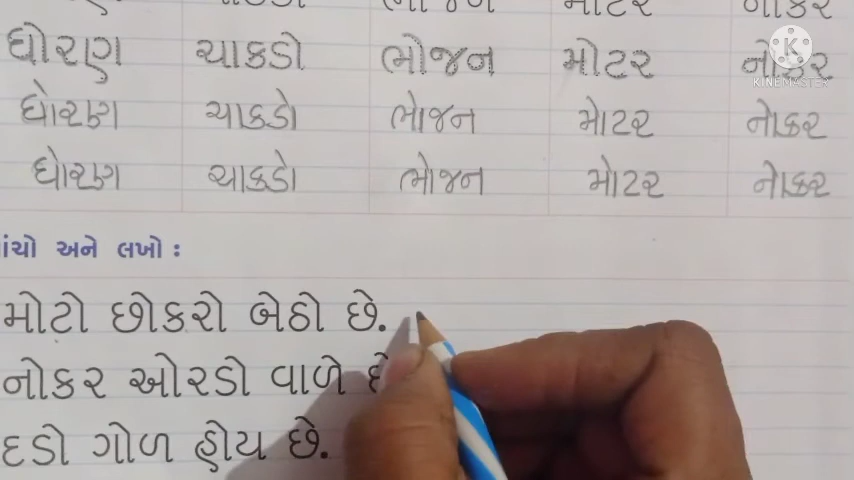 ધોરણ ચાકડો ભોજન મોટર નોકર
ધોરણ ચાકડો ભોજન મોટર નોકર
ધોરણ ચાકડો ભોજન મોટર નોકર
KINEMASTER
અને લખો :
મોટો છોકરો બેઠો છે.
નોકર ઓરડો વાળે
દડો ગોળ હોય છે.